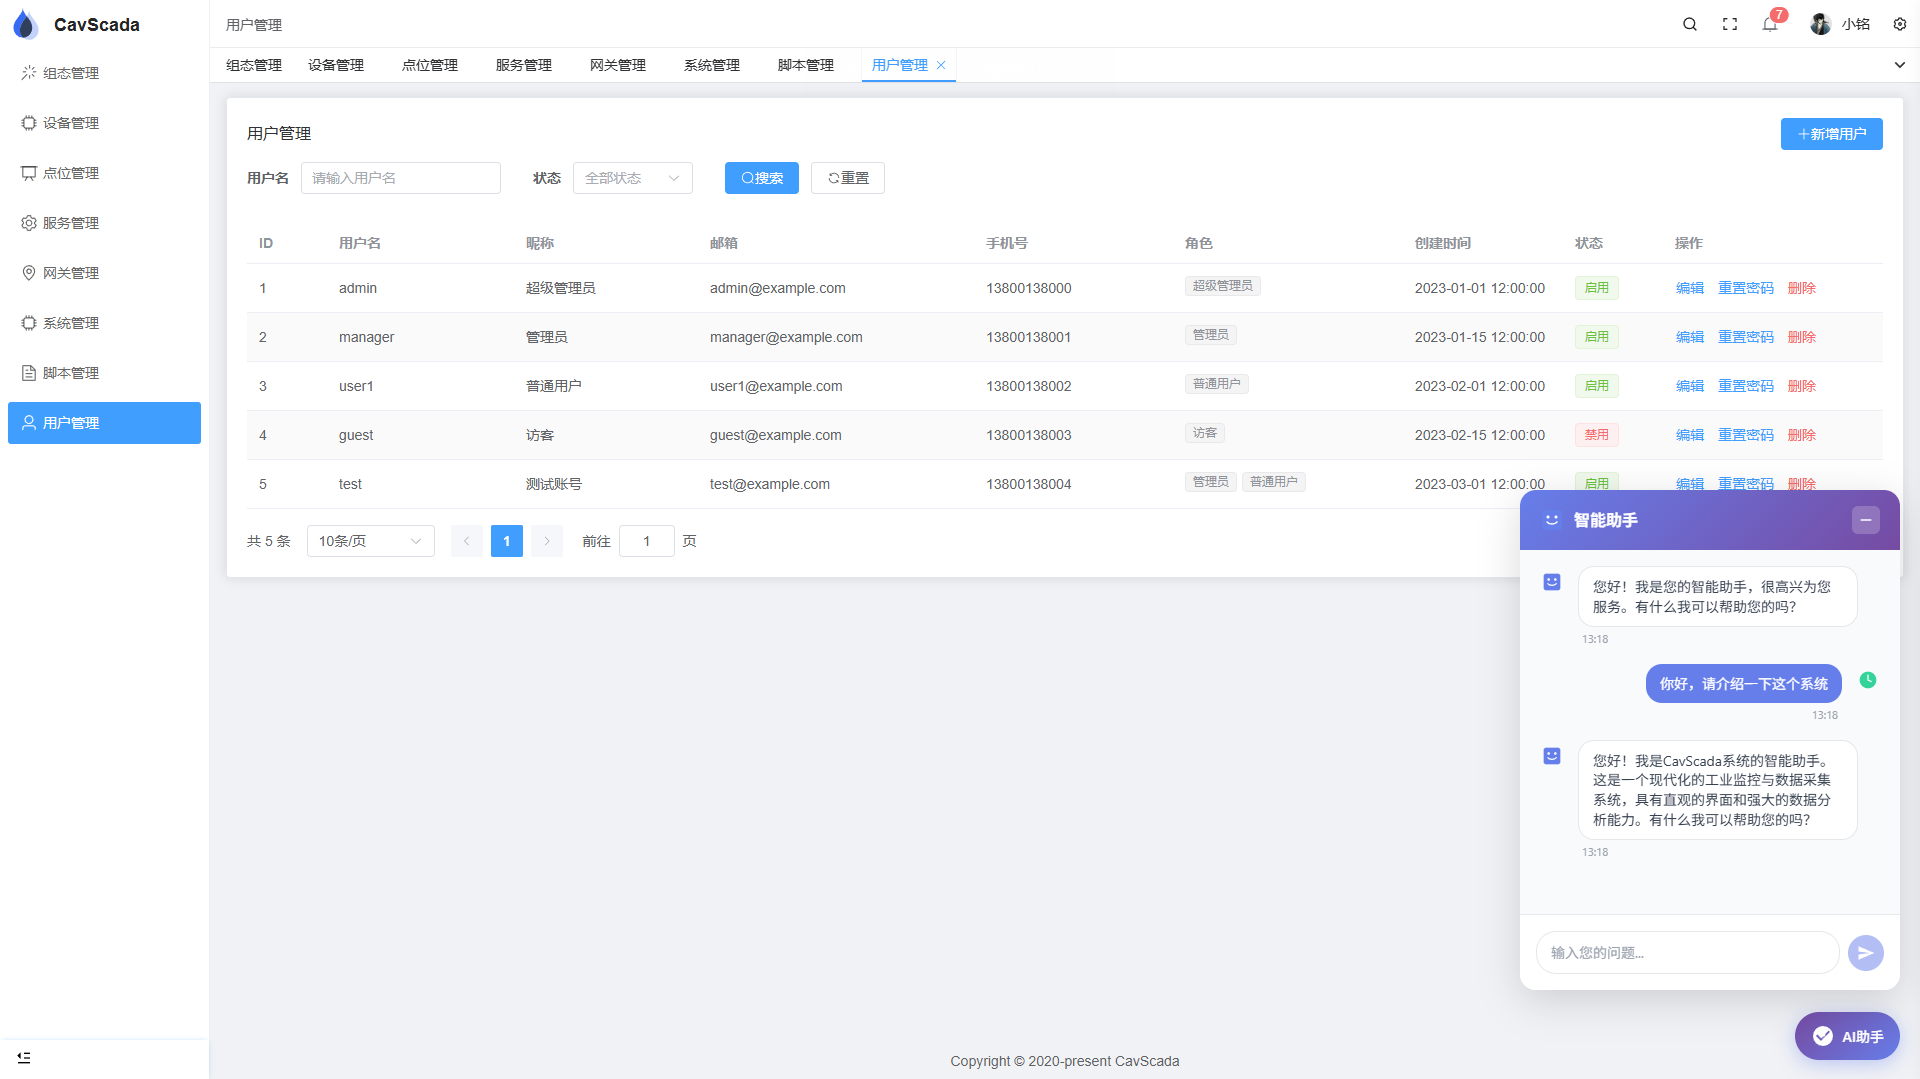 CavScada
用户管理
7
小铭
组态管理
设备管理
点位管理
服务管理
网关管理
系统管理
脚本管理
用户管理
组态管理 设备管理 点位管理 服务管理 网关管理 系统管理 脚本管理 用户管理
用户管理
新增用户
用户名 请输入用户名 状态 全部状态 搜索 重置
ID 用户名 昵称 邮箱 手机号 角色 创建时间 状态 操作
1 admin 超级管理员 admin@example.com 13800138000 超级管理员 2023-01-01 12:00:00 启用 编辑 重置密码 删除
2 manager 管理员 manager@example.com 13800138001 管理员 2023-01-15 12:00:00 启用 编辑 重置密码 删除
3 user1 普通用户 user1@example.com 13800138002 普通用户 2023-02-01 12:00:00 启用 编辑 重置密码 删除
4 guest 访客 guest@example.com 13800138003 访客 2023-02-15 12:00:00 禁用 编辑 重置密码 删除
5 test 测试账号 test@example.com 13800138004 管理员 普通用户 2023-03-01 12:00:00 启用 编辑 重置密码 删除
共 5 条 10条/页 1 前往 1 页
智能助手
您好！我是您的智能助手，很高兴为您
服务。有什么我可以帮助您的吗？
13:18
你好，请介绍一下这个系统
13:18
您好！我是CavScada系统的智能助手。
这是一个现代化的工业监控与数据采集
系统，具有直观的界面和强大的数据分
析能力。有什么我可以帮助您的吗？
13:18
输入您的问题...
AI助手
Copyright © 2020-present CavScada